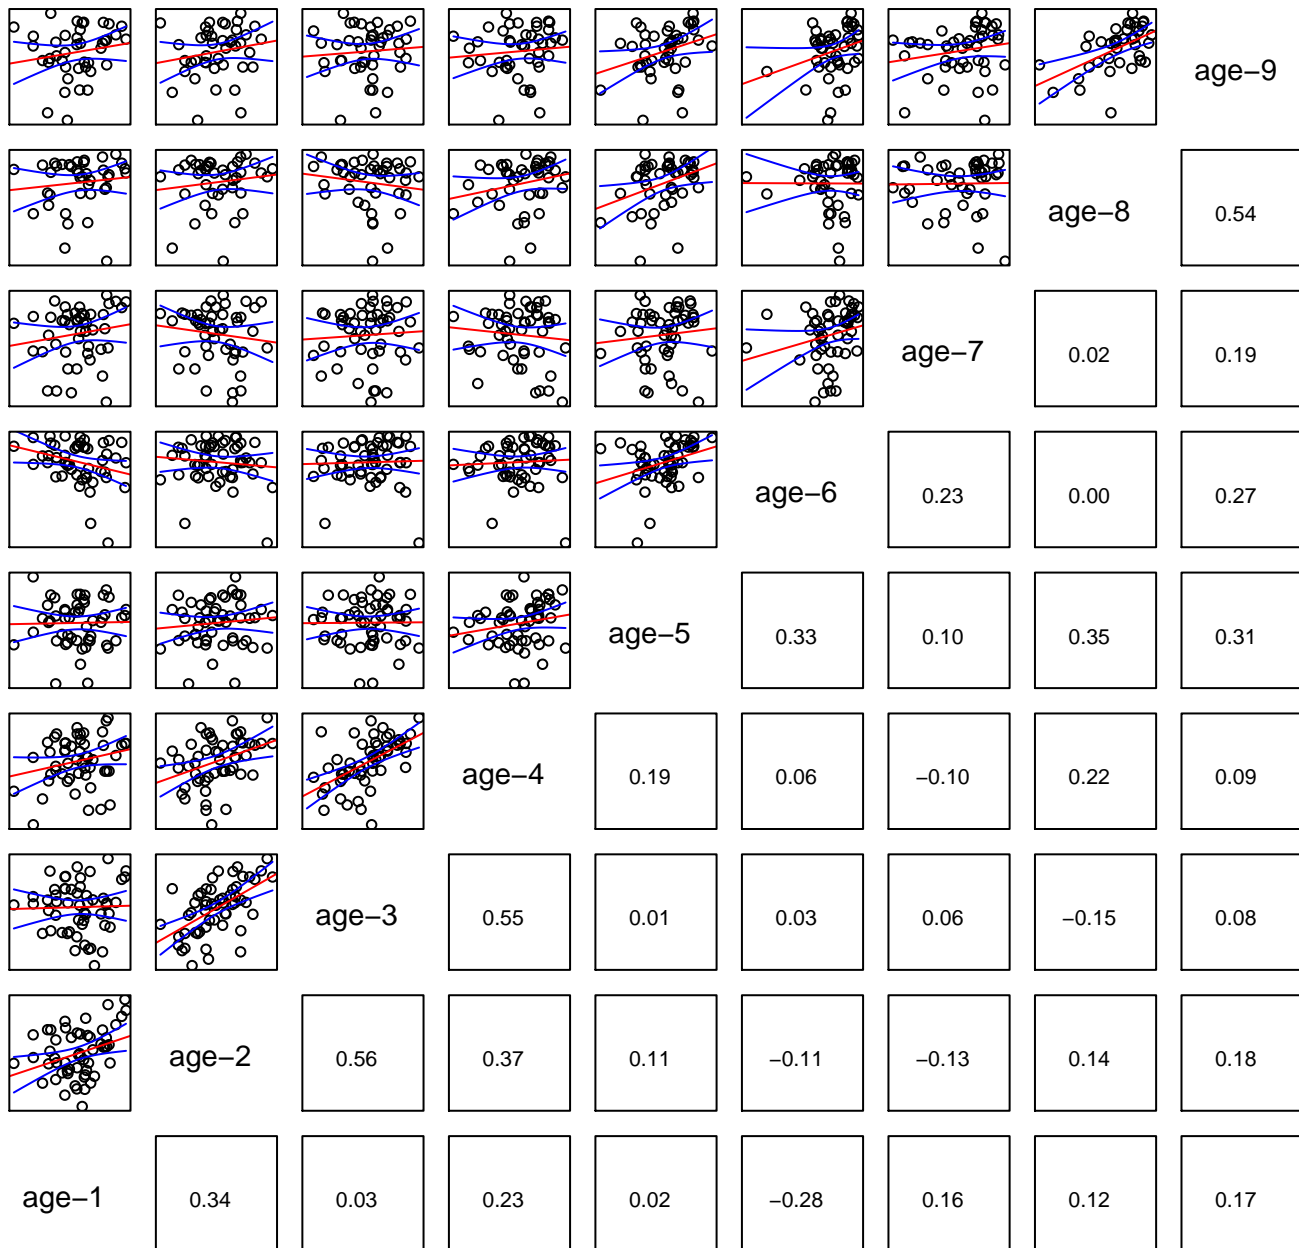 age−9
age−8 0.54
age−7 0.02 0.19
age−6 0.23 0.00 0.27
age−5 0.33 0.10 0.35 0.31
age−4 0.19 0.06 −0.10 0.22 0.09
age−3 0.55 0.01 0.03 0.06 −0.15 0.08
age−2 0.56 0.37 0.11 −0.11 −0.13 0.14 0.18
age−1 0.34 0.03 0.23 0.02 −0.28 0.16 0.12 0.17